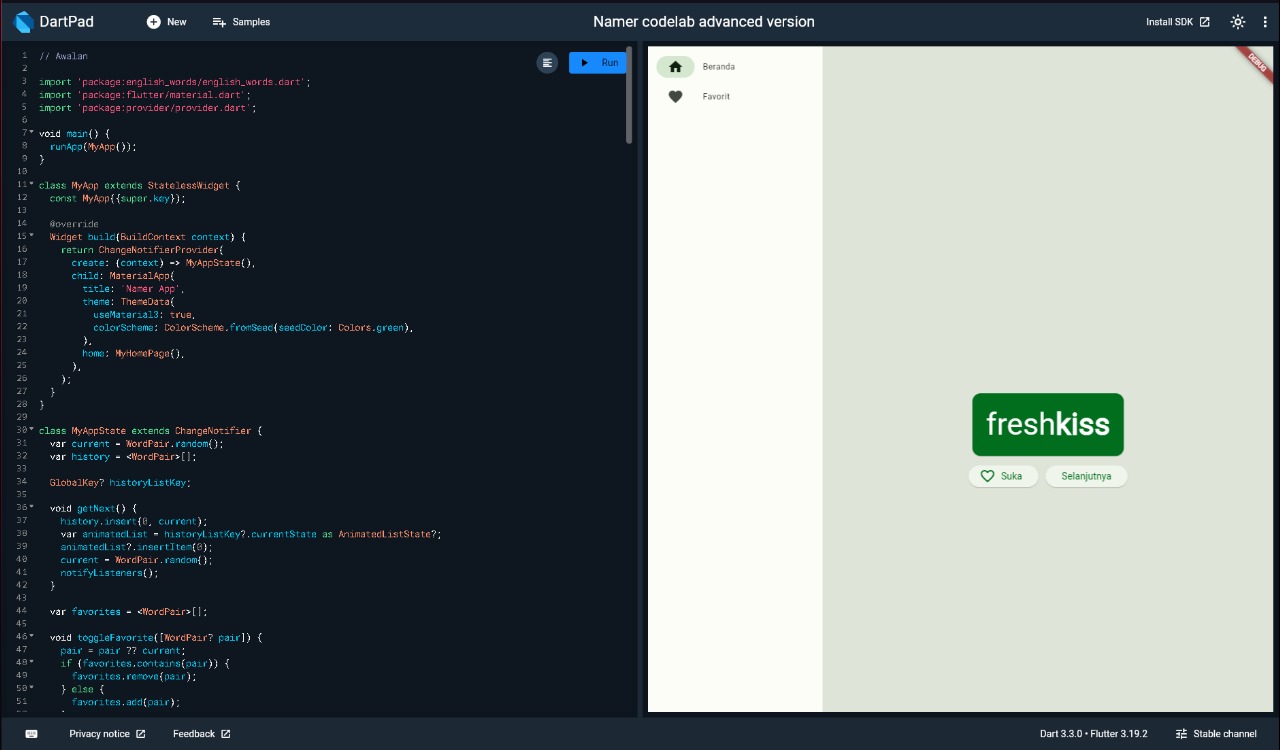 DartPad
New
Samples
Namer codelab advanced version
Install SDK
1 // Awalan
2
3 import 'package:english_words/english_words.dart';
4 import 'package:flutter/material.dart';
5 import 'package:provider/provider.dart';
6
7 void main() {
8 runApp(MyApp());
9 }
10
11 class MyApp extends StatelessWidget {
12 const MyApp({super.key});
13
14 @override
15 Widget build(BuildContext context) {
16 return ChangeNotifierProvider(
17 create: (context) => MyAppState(),
18 child: MaterialApp(
19 title: 'Namer App',
20 theme: ThemeData(
21 useMaterial3: true,
22 colorScheme: ColorScheme.fromSeed(seedColor: Colors.green),
23 ),
24 home: MyHomePage(),
25 ),
26 );
27 }
28 }
29
30 class MyAppState extends ChangeNotifier {
31 var current = WordPair.random();
32 var history = <WordPair>[];
33
34 GlobalKey? historyListKey;
35
36 void getNext() {
37 history.insert(0, current);
38 var animatedList = historyListKey?.currentState as AnimatedListState?;
39 animatedList?.insertItem(0);
40 current = WordPair.random();
41 notifyListeners();
42 }
43
44 var favorites = <WordPair>[];
45
46 void toggleFavorite([WordPair? pair]) {
47 pair = pair ?? current;
48 if (favorites.contains(pair)) {
49 favorites.remove(pair);
50 } else {
51 favorites.add(pair);
Run
Beranda
Favorit
DEBUG
freshkiss
Suka
Selanjutnya
Privacy notice
Feedback
Dart 3.3.0 • Flutter 3.19.2
Stable channel